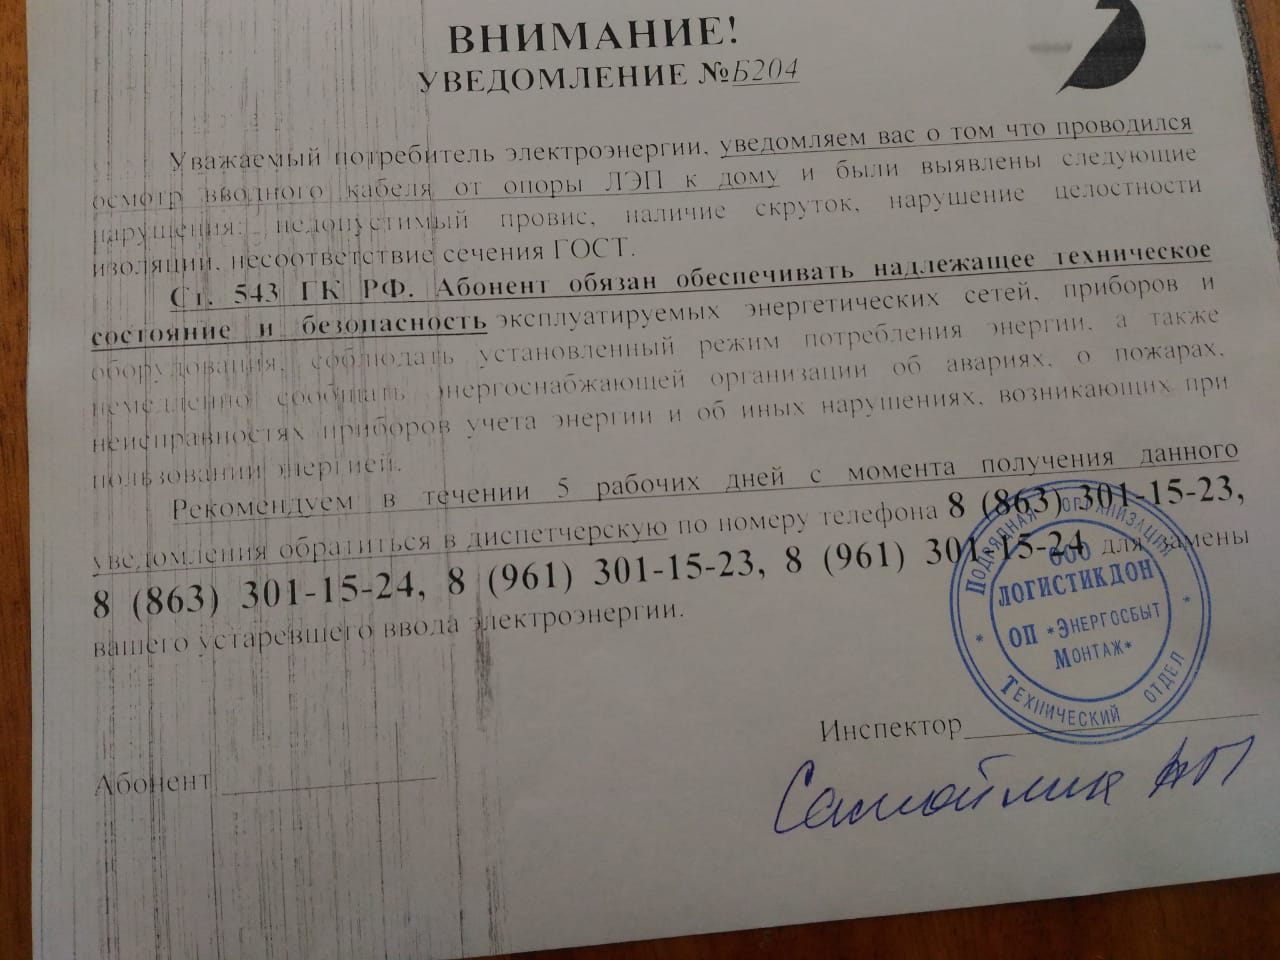 ВНИМАНИЕ!
УВЕДОМЛЕНИЕ №Б204
Уважаемый потребитель электроэнергии, уведомляем вас о том что проводился
осмотр вводного кабеля от опоры ЛЭП к дому и были выявлены следующие
нарушения: недопустимый провис, наличие скруток, нарушение целостности
изоляции, несоответствие сечения ГОСТ.
Ст. 543 ГК РФ. Абонент обязан обеспечивать надлежащее техническое
состояние и безопасность эксплуатируемых энергетических сетей, приборов и
оборудования, соблюдать установленный режим потребления энергии, а также
немедленно сообщать энергоснабжающей организации об авариях, о пожарах,
неисправностях приборов учета энергии и об иных нарушениях, возникающих при
пользовании энергией.
Рекомендуем в течении 5 рабочих дней с момента получения данного
уведомления обратиться в диспетчерскую по номеру телефона 8 (863) 301-15-23,
8 (863) 301-15-24, 8 (961) 301-15-23, 8 (961) 301-15-24 для замены
вашего устаревшего ввода электроэнергии.
ПОДРЯДНАЯ ОРГАНИЗАЦИЯ
ООО
ЛОГИСТИКДОН
ОП *ЭНЕРГОСБЫТ
МОНТАЖ*
* ТЕХНИЧЕСКИЙ ОТДЕЛ *
Инспектор
Абонент
Самойлик